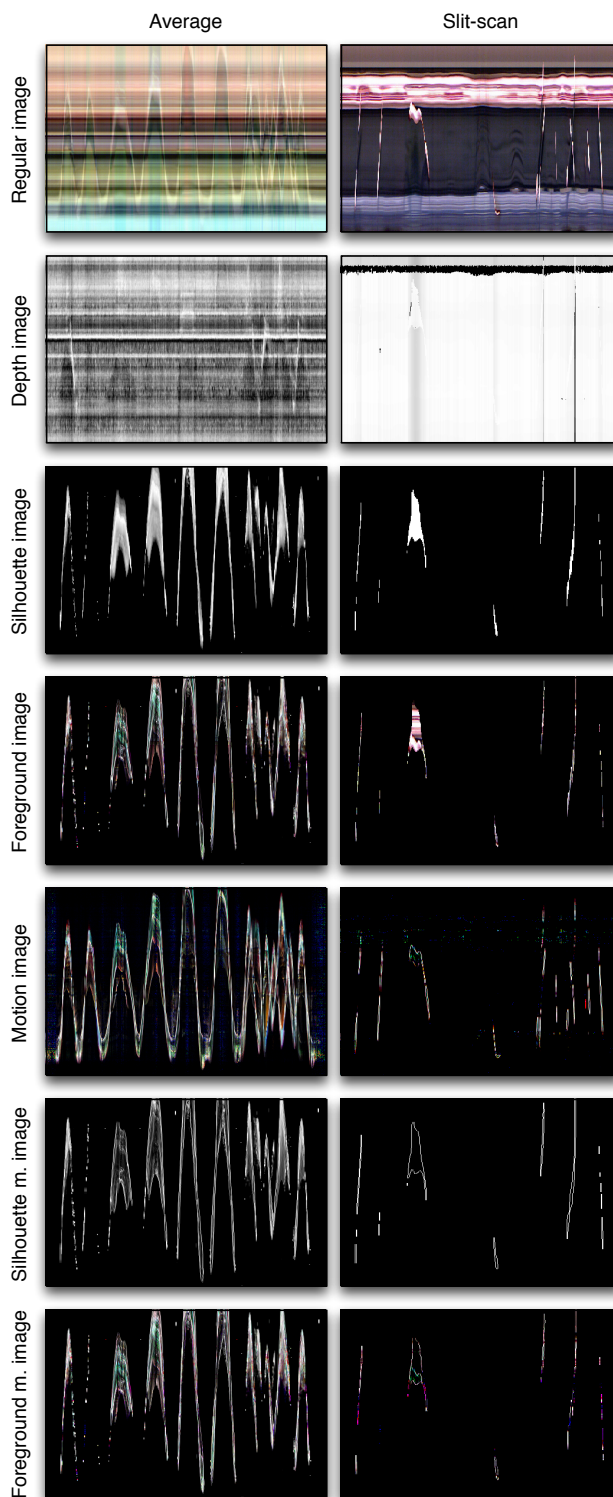 Average
Slit-scan
Regular image
Depth image
Silhouette image
Foreground image
Motion image
Silhouette m. image
Foreground m. image